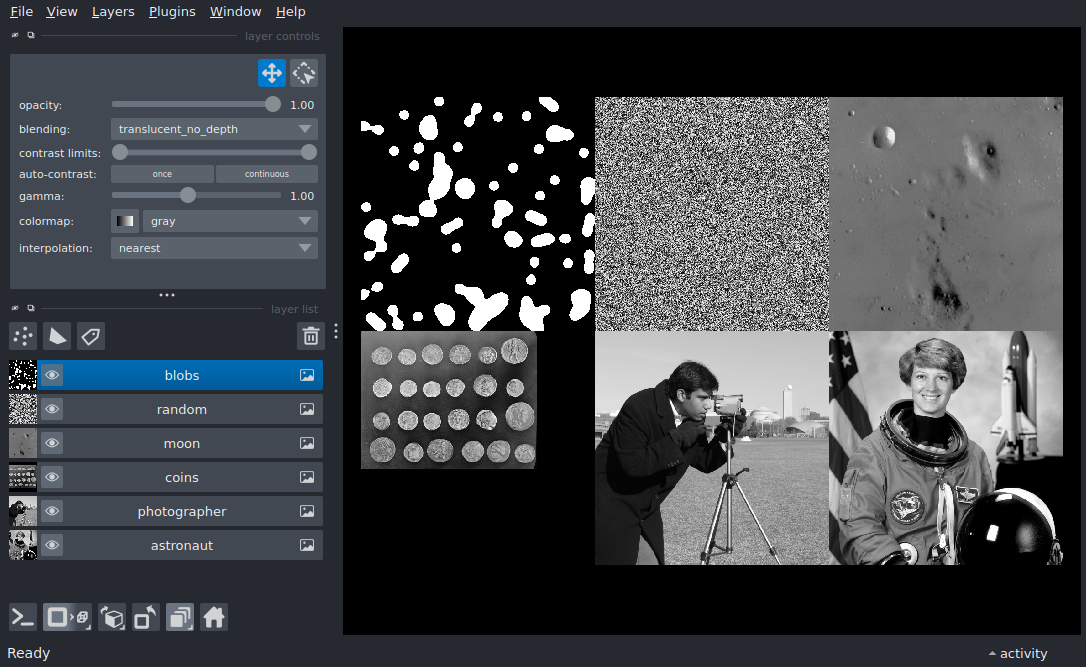 File View Layers Plugins Window Help
layer controls
opacity: 1.00
blending: translucent_no_depth
contrast limits:
auto-contrast: once continuous
gamma: 1.00
colormap: gray
interpolation: nearest
layer list
blobs
random
moon
coins
photographer
astronaut
Ready activity